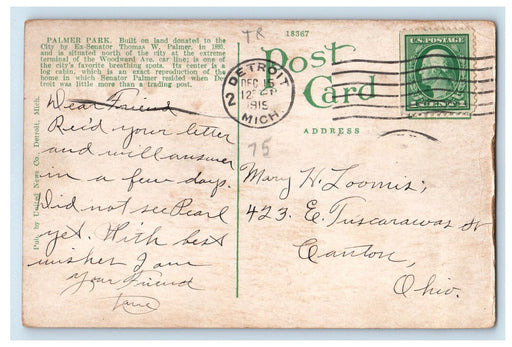 PALMER PARK. Built on land donated to the
City by Ex-Senator Thomas W. Palmer, in 1893,
and is situated north of the city at the extreme
terminal of the Woodward Ave. car line; is one of
the city's favorite breathing spots. Its center is a
log cabin, which is an exact reproduction of the
home in which Senator Palmer resided when De-
troit was little more than a trading post.
Pub. by United News Co., Detroit, Mich.
Dear Friend
Rec'd your letter
and will answer
in a few days.
Did not see Pearl
yet. With best
wishes I am
Your Friend
TR
18367
Post
Card
ADDRESS
75
DETROIT
DEC 15
12
1915
MICH.
2
U.S. POSTAGE
Mary H. Loomis;
423. E. Tuscarawas St
Canton,
Ohio.